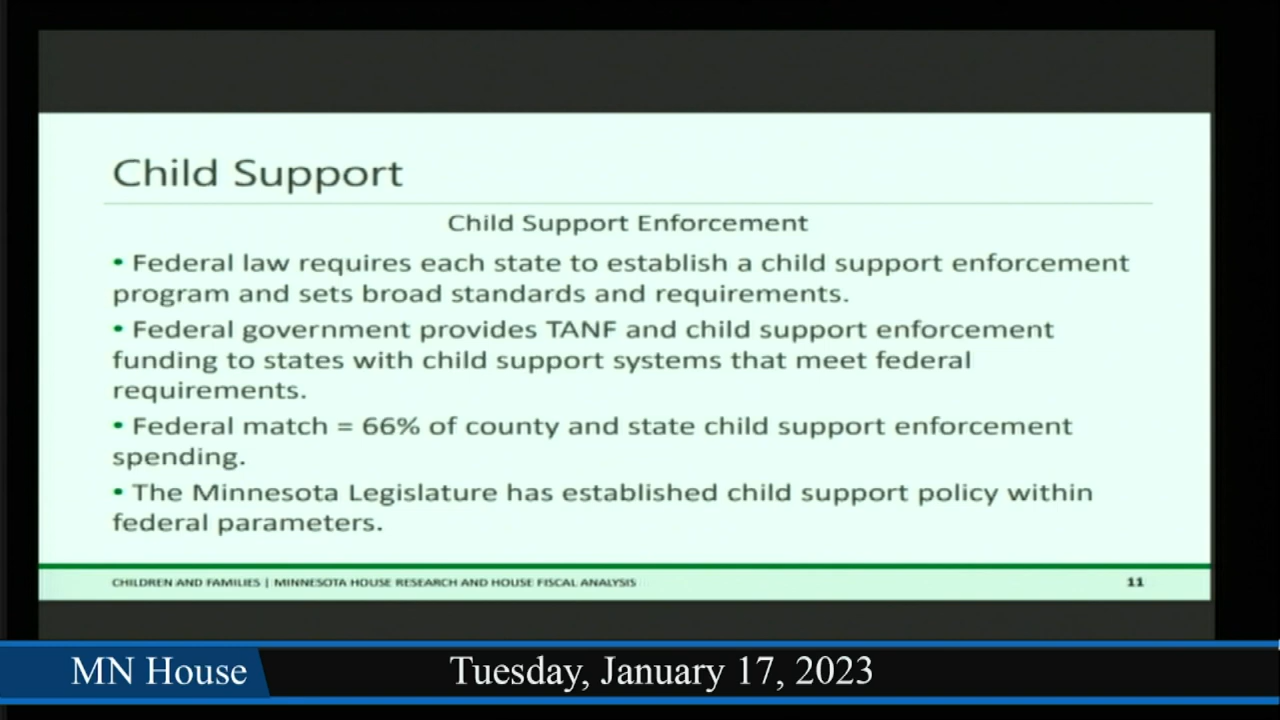 Child Support
Child Support Enforcement
• Federal law requires each state to establish a child support enforcement
program and sets broad standards and requirements.
• Federal government provides TANF and child support enforcement
funding to states with child support systems that meet federal
requirements.
• Federal match = 66% of county and state child support enforcement
spending.
• The Minnesota Legislature has established child support policy within
federal parameters.
CHILDREN AND FAMILIES | MINNESOTA HOUSE RESEARCH AND HOUSE FISCAL ANALYSIS 11
MN House Tuesday, January 17, 2023